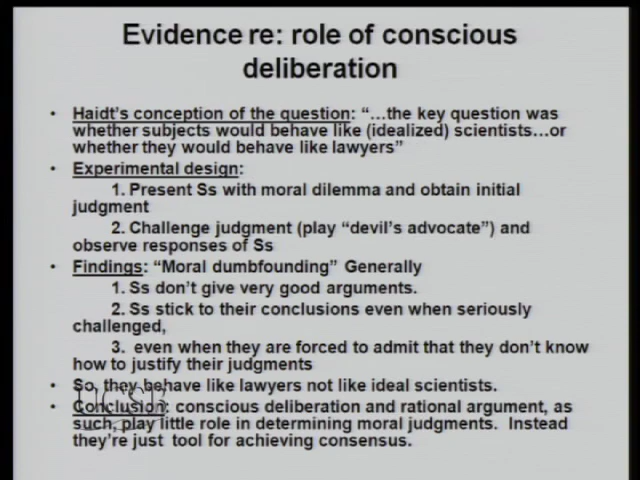 Evidence re: role of conscious
deliberation
• Haidt's conception of the question: “…the key question was
whether subjects would behave like (idealized) scientists…or
whether they would behave like lawyers”
• Experimental design:
1. Present Ss with moral dilemma and obtain initial
judgment
2. Challenge judgment (play “devil's advocate”) and
observe responses of Ss
• Findings: “Moral dumbfounding” Generally
1. Ss don't give very good arguments.
2. Ss stick to their conclusions even when seriously
challenged,
3. even when they are forced to admit that they don't know
how to justify their judgments
• So, they behave like lawyers not like ideal scientists.
UCSF
• Conclusion: conscious deliberation and rational argument, as
such, play little role in determining moral judgments. Instead
they're just tool for achieving consensus.